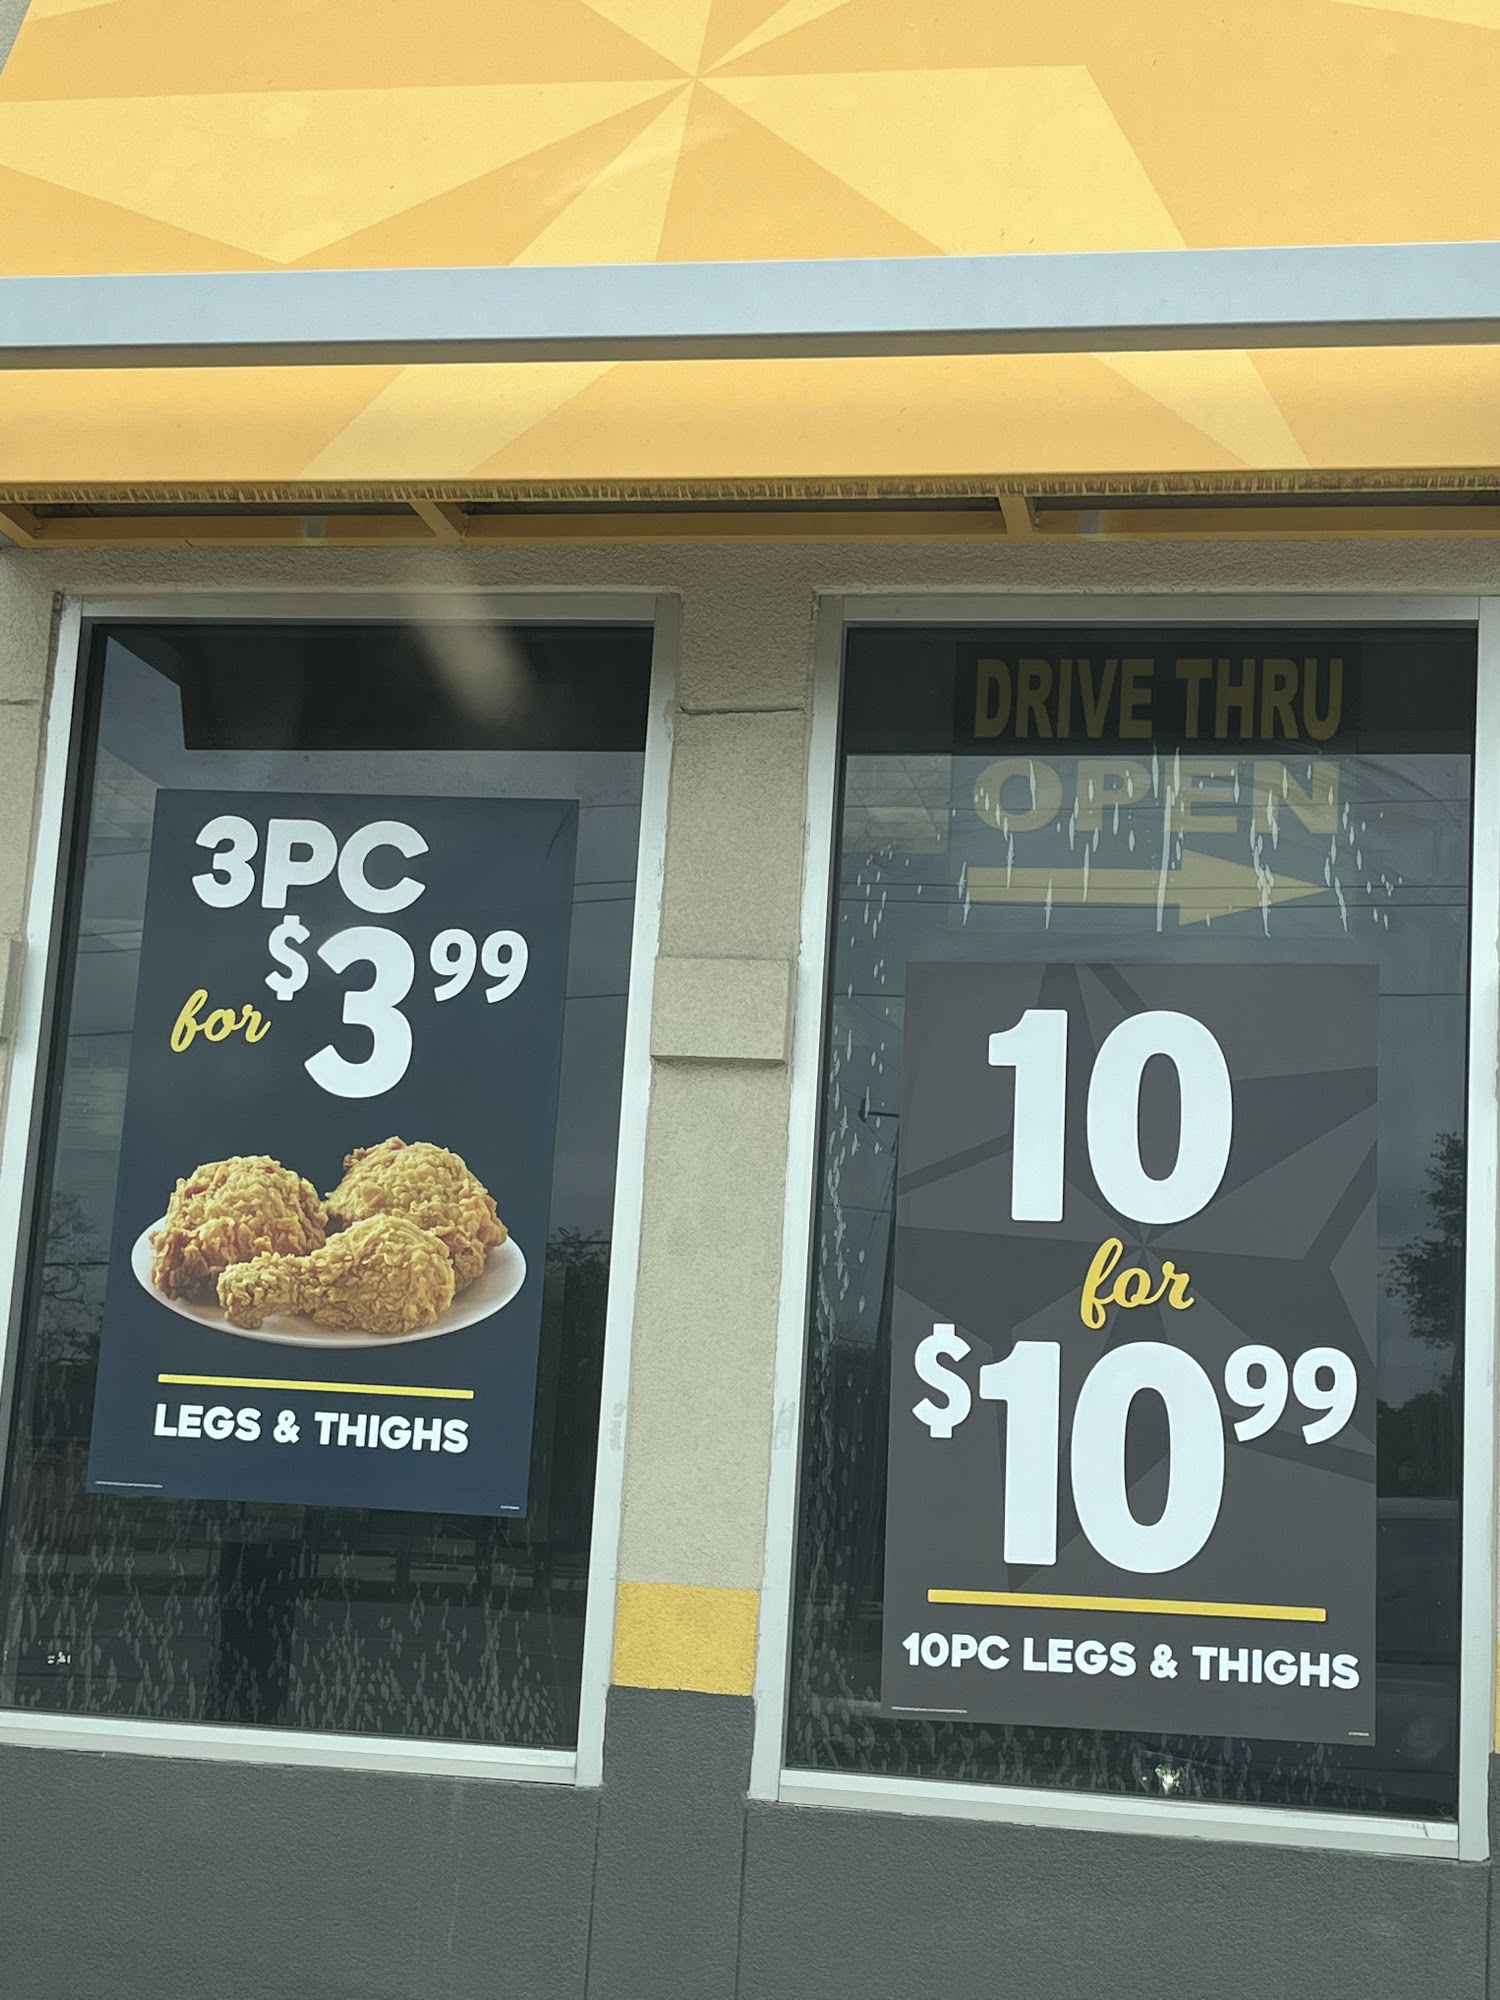 3PC
for $3.99
LEGS & THIGHS
DRIVE THRU
OPEN
10
for
$10.99
10PC LEGS & THIGHS